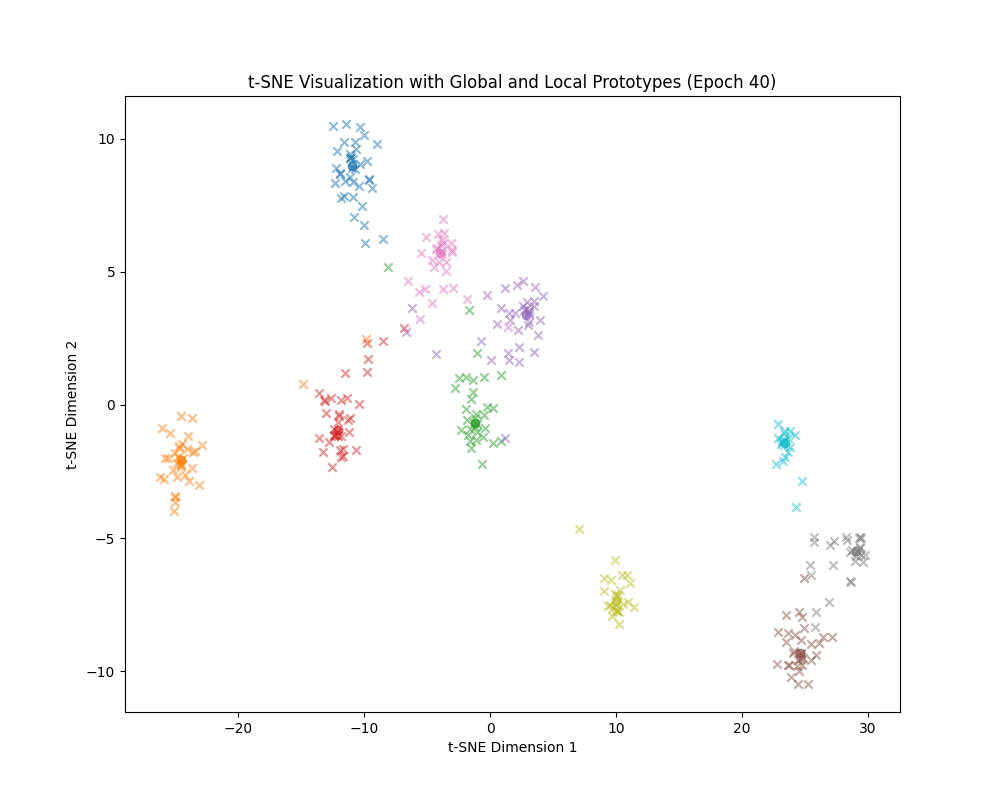 t-SNE Visualization with Global and Local Prototypes (Epoch 40)
10
5
0
−5
−10
t-SNE Dimension 2
−20 −10 0 10 20 30
t-SNE Dimension 1